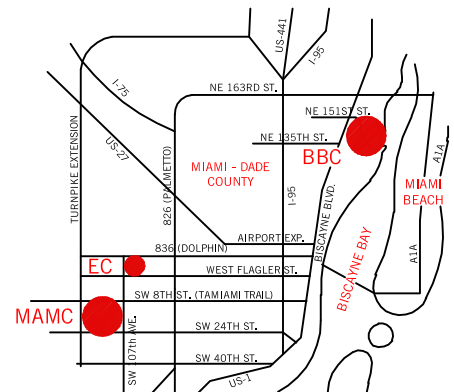 US-441
I-95
I-75
NE 163RD ST.
NE 151ST ST.
US-27
NE 135TH ST.
BBC
A1A
TURNPIKE EXTENSION
826 (PALMETTO)
MIAMI - DADE
COUNTY
I-95
BISCAYNE BLVD.
MIAMI
BEACH
AIRPORT EXP.
836 (DOLPHIN)
BISCAYNE BAY
A1A
EC
WEST FLAGLER ST.
SW 8TH ST. (TAMIAMI TRAIL)
MAMC
SW 24TH ST.
SW 107th AVE.
SW 40TH ST.
US-1